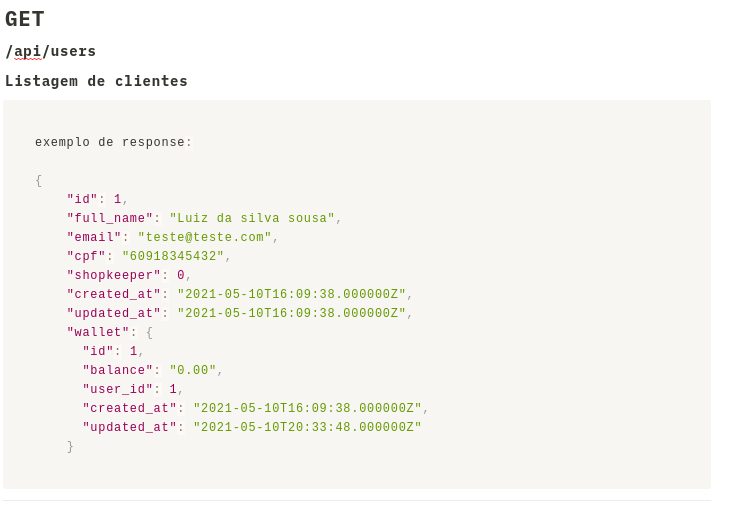 GET
/api/users
Listagem de clientes
exemplo de response:
{
    "id": 1,
    "full_name": "Luiz da silva sousa",
    "email": "teste@teste.com",
    "cpf": "60918345432",
    "shopkeeper": 0,
    "created_at": "2021-05-10T16:09:38.000000Z",
    "updated_at": "2021-05-10T16:09:38.000000Z",
    "wallet": {
      "id": 1,
      "balance": "0.00",
      "user_id": 1,
      "created_at": "2021-05-10T16:09:38.000000Z",
      "updated_at": "2021-05-10T20:33:48.000000Z"
    }